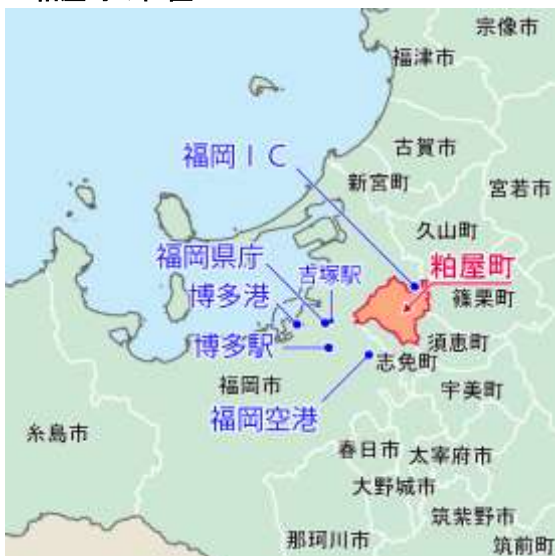 宗像市
福津市
福岡ＩＣ
古賀市
新宮町
宮若市
久山町
福岡県庁
吉塚駅
粕屋町
博多港
篠栗町
博多駅
須恵町
志免町
福岡市
宇美町
福岡空港
糸島市
春日市
太宰府市
大野城市
筑紫野市
那珂川市
筑前町